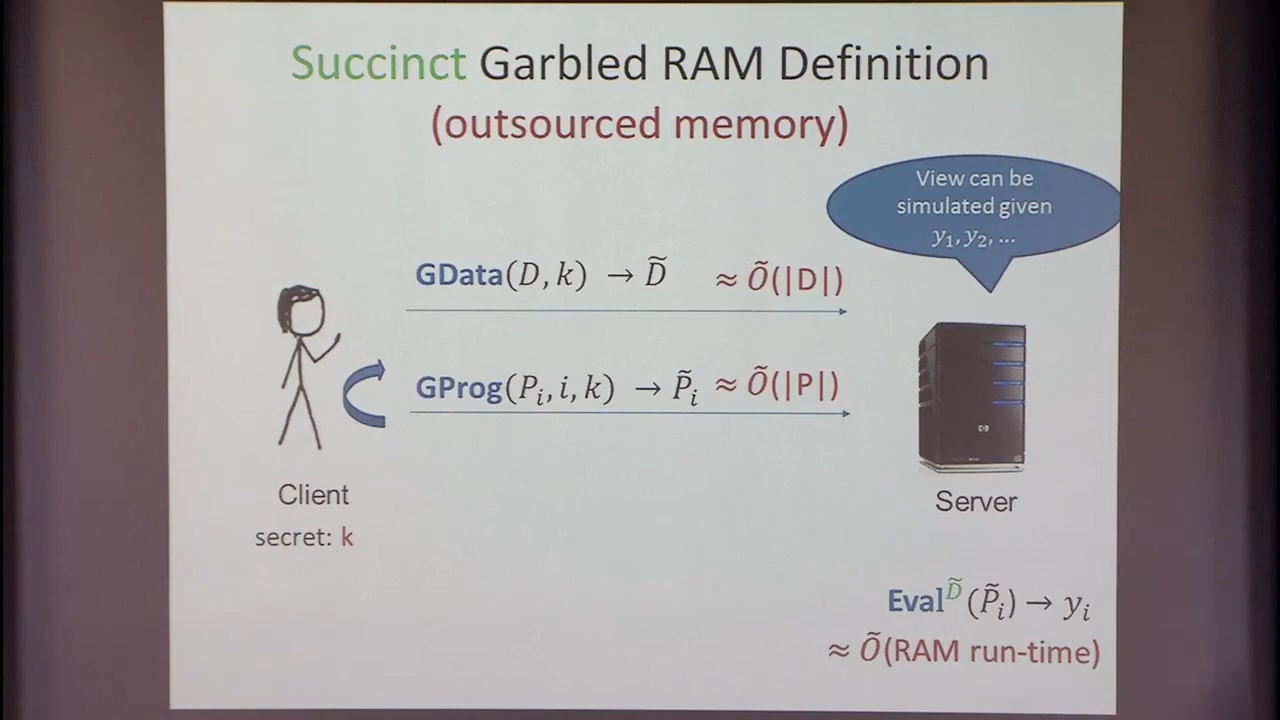 Succinct Garbled RAM Definition
(outsourced memory)
View can be
simulated given
y₁, y₂, ...
GData(D, k) → D̃ ≈ Õ(|D|)
GProg(Pᵢ, i, k) → P̃ᵢ ≈ Õ(|P|)
hp
Client
secret: k
Server
Eval^D̃(P̃ᵢ) → yᵢ
≈ Õ(RAM run-time)